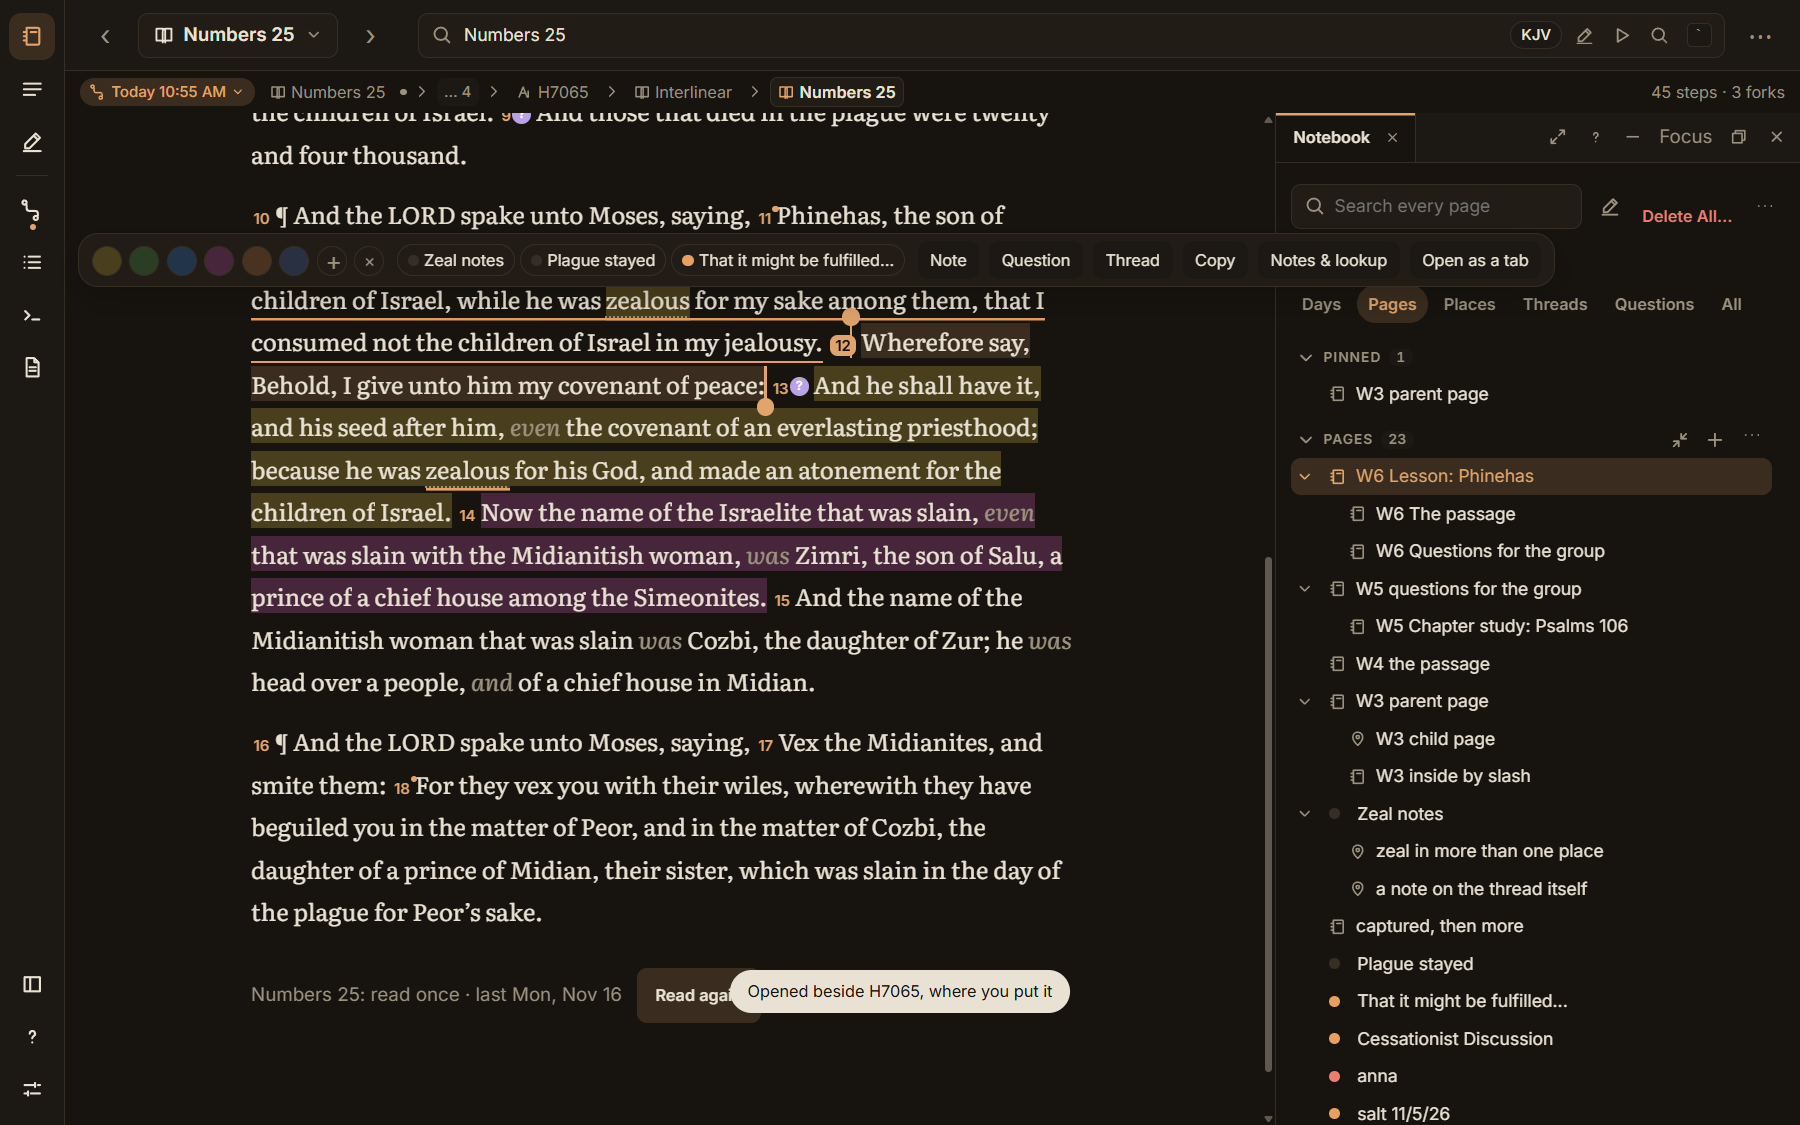 Numbers 25
Numbers 25
KJV
Today 10:55 AM
Numbers 25
... 4
H7065
Interlinear
Numbers 25
45 steps · 3 forks
the children of Israel. 9 ? And those that died in the plague were twenty
and four thousand.
10 ¶ And the LORD spake unto Moses, saying, 11 Phinehas, the son of
Zeal notes
Plague stayed
That it might be fulfilled...
Note
Question
Thread
Copy
Notes & lookup
Open as a tab
children of Israel, while he was zealous for my sake among them, that I
consumed not the children of Israel in my jealousy. 12 Wherefore say,
Behold, I give unto him my covenant of peace: 13 ? And he shall have it,
and his seed after him, even the covenant of an everlasting priesthood;
because he was zealous for his God, and made an atonement for the
children of Israel. 14 Now the name of the Israelite that was slain, even
that was slain with the Midianitish woman, was Zimri, the son of Salu, a
prince of a chief house among the Simeonites. 15 And the name of the
Midianitish woman that was slain was Cozbi, the daughter of Zur; he was
head over a people, and of a chief house in Midian.
16 ¶ And the LORD spake unto Moses, saying, 17 Vex the Midianites, and
smite them: 18 For they vex you with their wiles, wherewith they have
beguiled you in the matter of Peor, and in the matter of Cozbi, the
daughter of a prince of Midian, their sister, which was slain in the day of
the plague for Peor's sake.
Numbers 25: read once · last Mon, Nov 16
Read agai
Opened beside H7065, where you put it
Notebook
?
Focus
Search every page
Delete All...
Days
Pages
Places
Threads
Questions
All
PINNED 1
W3 parent page
PAGES 23
W6 Lesson: Phinehas
W6 The passage
W6 Questions for the group
W5 questions for the group
W5 Chapter study: Psalms 106
W4 the passage
W3 parent page
W3 child page
W3 inside by slash
Zeal notes
zeal in more than one place
a note on the thread itself
captured, then more
Plague stayed
That it might be fulfilled...
Cessationist Discussion
anna
salt 11/5/26
?